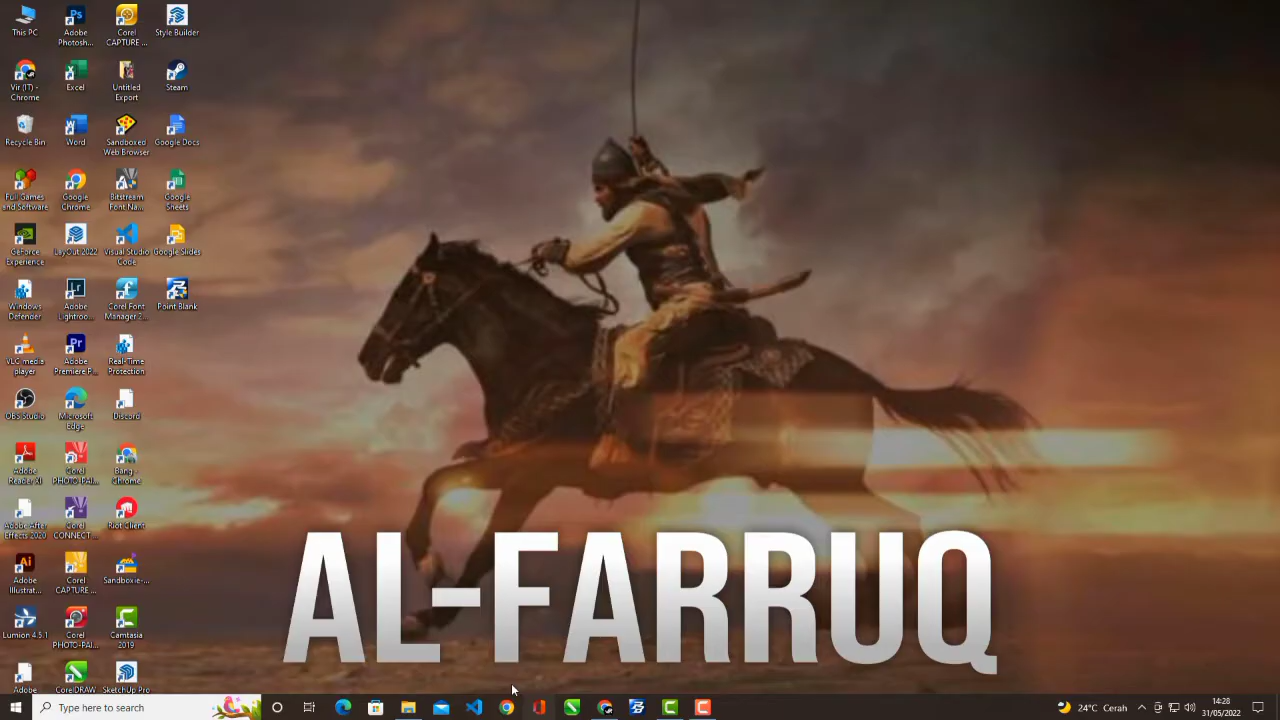 This PC
Adobe
Photosh...
Corel
CAPTURE ...
Style Builder
Vir (IT) -
Chrome
Excel
Untitled
Export
Steam
Recycle Bin
Word
Sandboxed
Web Browser
Google Docs
Full Games
and Software
Google
Chrome
Bitstream
Font Na...
Google
Sheets
GeForce
Experience
LayOut 2022
Visual Studio
Code
Google Slides
Windows
Defender
Adobe
Lightroo...
Corel Font
Manager 2...
Point Blank
VLC media
player
Adobe
Premiere P...
Real-Time
Protection
OBS Studio
Microsoft
Edge
Discord
Adobe
Reader XI
Corel
PHOTO-PAI...
Bang -
Chrome
Adobe After
Effects 2020
Corel
CONNECT ...
Riot Client
Adobe
Illustrat...
Corel
CAPTURE ...
Sandboxie-...
Lumion 4.5.1
Corel
PHOTO-PAI...
Camtasia
2019
Adobe
CorelDRAW
SketchUp Pro
AL-FARRUQ
Type here to search
24°C Cerah
14:28
31/05/2022